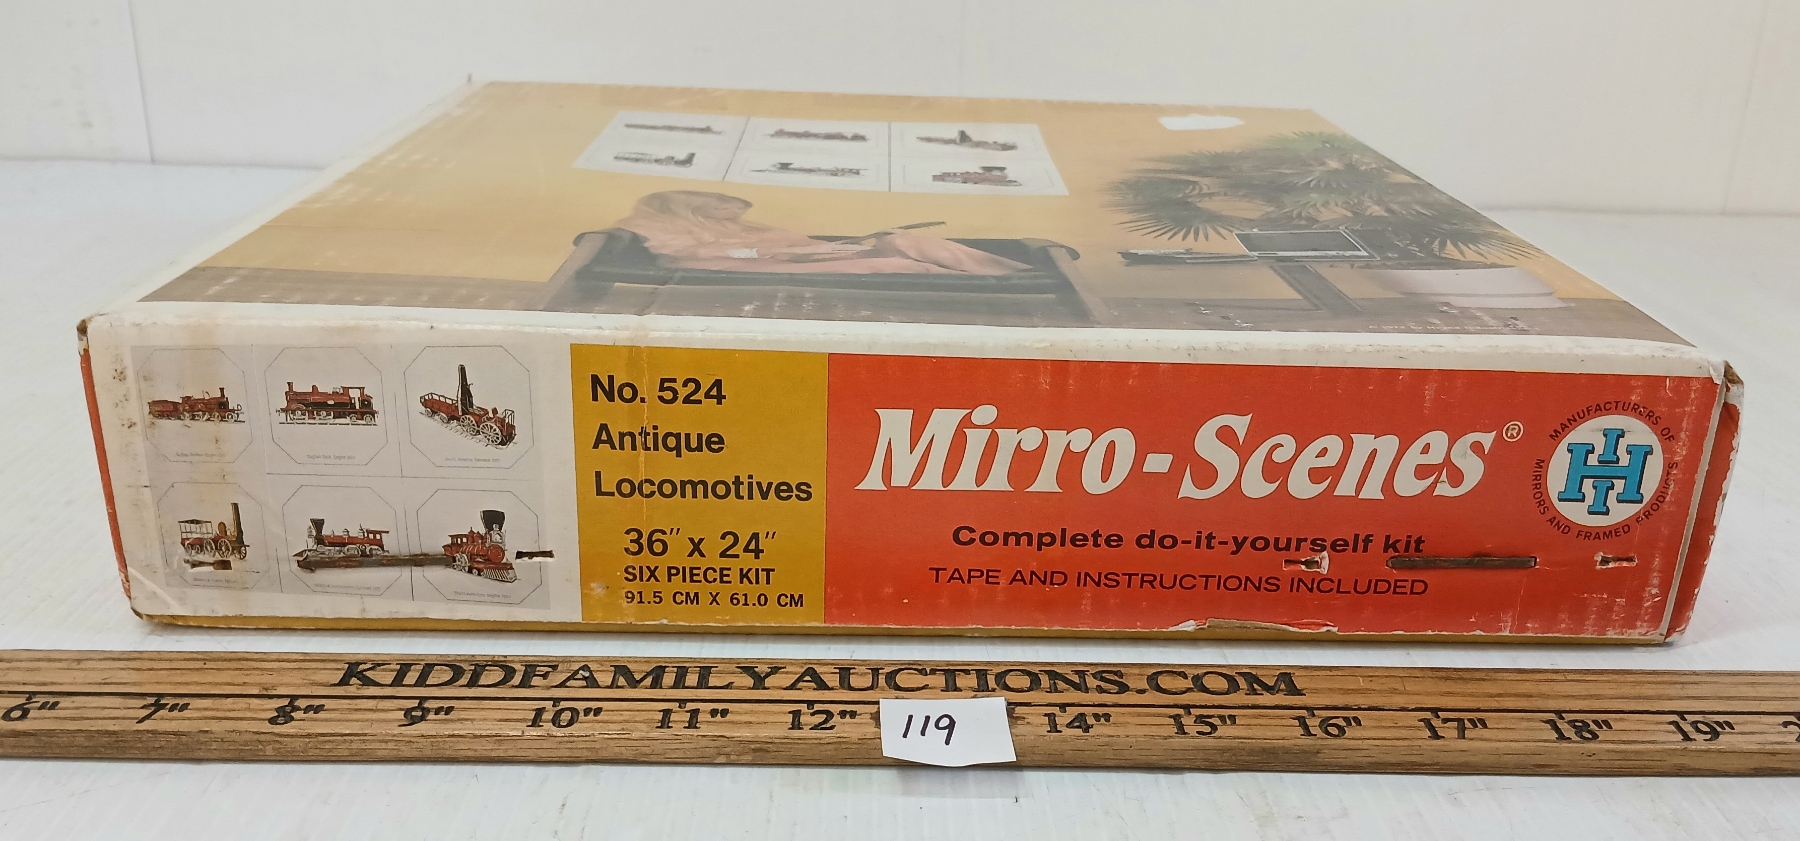 No. 524
Antique
Locomotives
36" x 24"
SIX PIECE KIT
91.5 CM X 61.0 CM
Mirro-Scenes®
Complete do-it-yourself kit
TAPE AND INSTRUCTIONS INCLUDED
MANUFACTURERS OF
MIRRORS AND FRAMED PRODUCTS
HI
KIDDFAMILYAUCTIONS.COM
6" 7" 8" 9" 10" 11" 12" 14" 15" 16" 17" 18" 19"
119